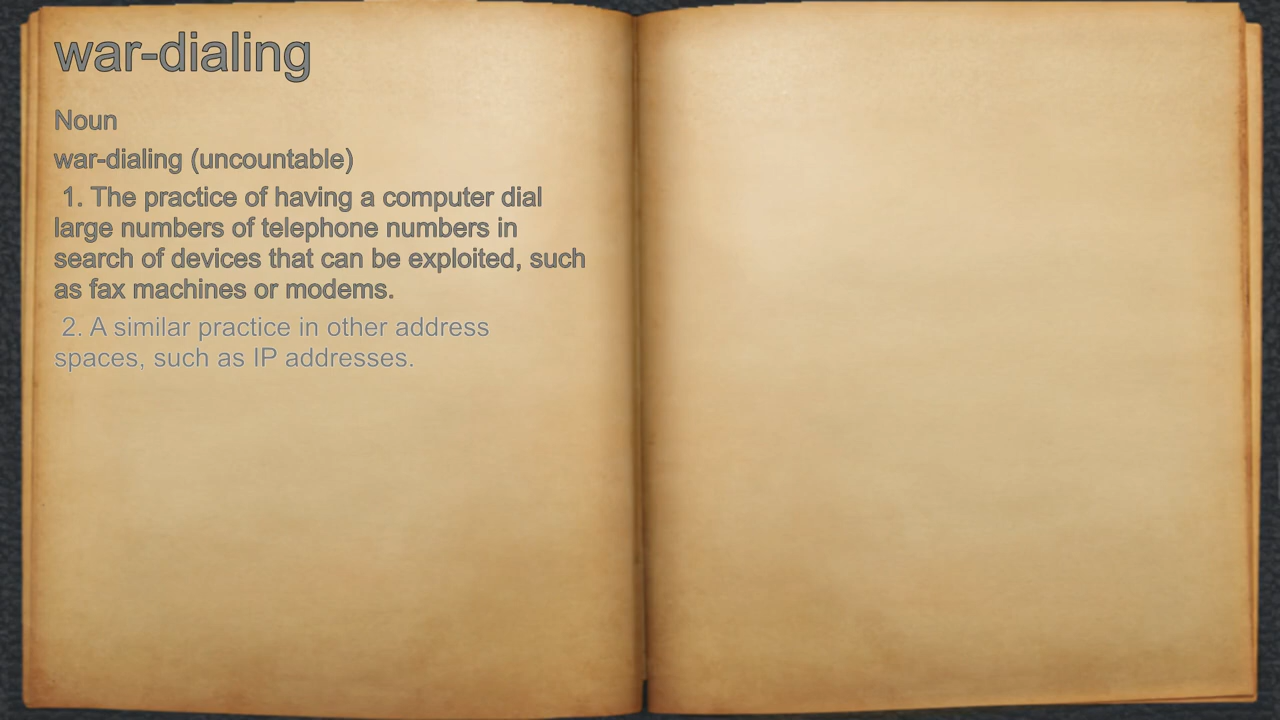 war-dialing
Noun
war-dialing (uncountable)
1. The practice of having a computer dial
large numbers of telephone numbers in
search of devices that can be exploited, such
as fax machines or modems.
2. A similar practice in other address
spaces, such as IP addresses.